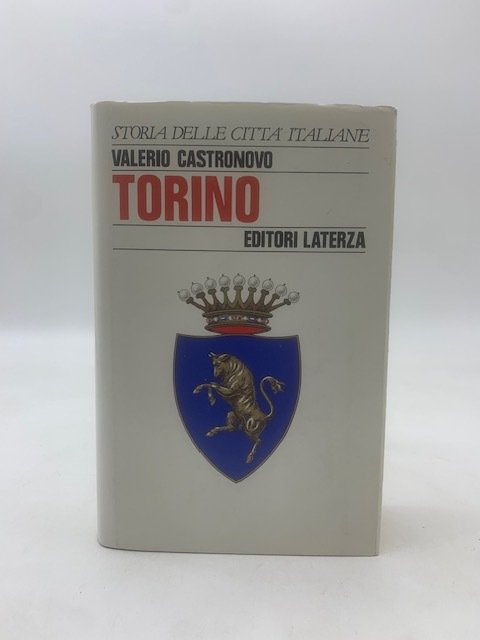 STORIA DELLE CITTA' ITALIANE
VALERIO CASTRONOVO
TORINO
EDITORI LATERZA